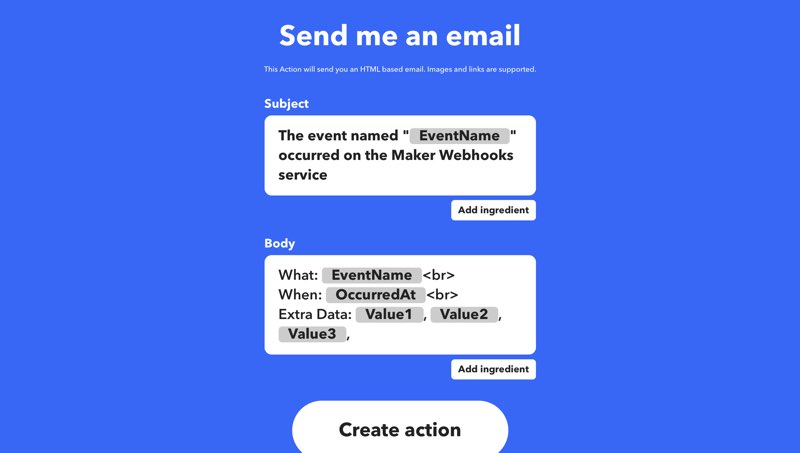 Send me an email
This Action will send you an HTML based email. Images and links are supported.
Subject
The event named " EventName "
occurred on the Maker Webhooks
service
Add ingredient
Body
What: EventName <br>
When: OccurredAt <br>
Extra Data: Value1 , Value2 ,
Value3 ,
Add ingredient
Create action